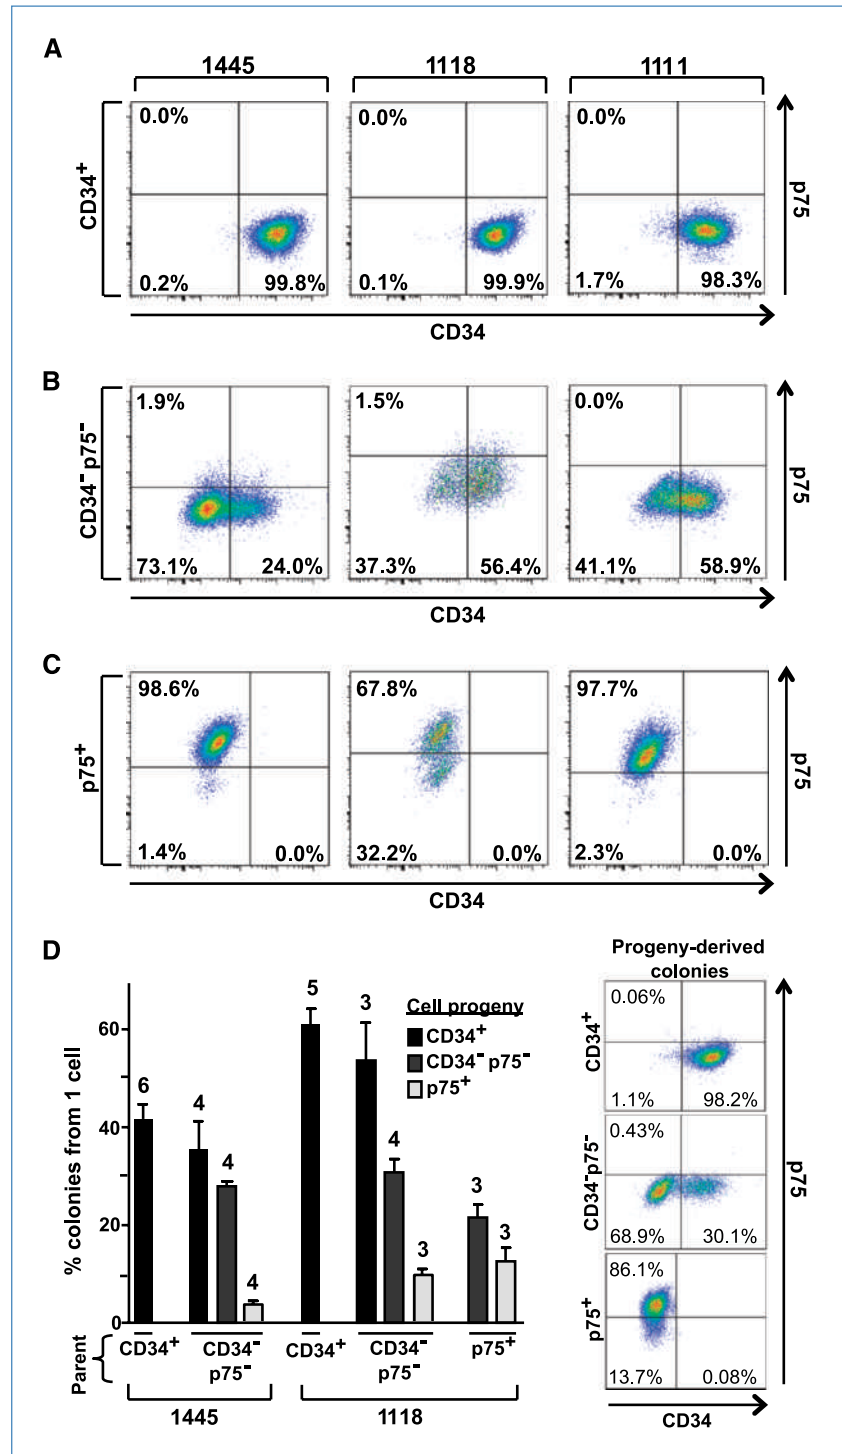 A
1445 1118 1111
CD34+
0.0% 0.0% 0.0%
p75
0.2% 99.8% 0.1% 99.9% 1.7% 98.3%
CD34
B
CD34- p75-
1.9% 1.5% 0.0%
p75
73.1% 24.0% 37.3% 56.4% 41.1% 58.9%
CD34
C
p75+
98.6% 67.8% 97.7%
p75
1.4% 0.0% 32.2% 0.0% 2.3% 0.0%
CD34
D
% colonies from 1 cell
60
40
20
0
6 4 4 4 5 3 4 3 3 3
Cell progeny
CD34+
CD34- p75-
p75+
Parent
CD34+ CD34- p75- CD34+ CD34- p75- p75+
1445 1118
Progeny-derived
colonies
CD34+
0.06%
1.1% 98.2%
CD34-p75-
0.43%
68.9% 30.1%
p75+
86.1%
13.7% 0.08%
p75
CD34